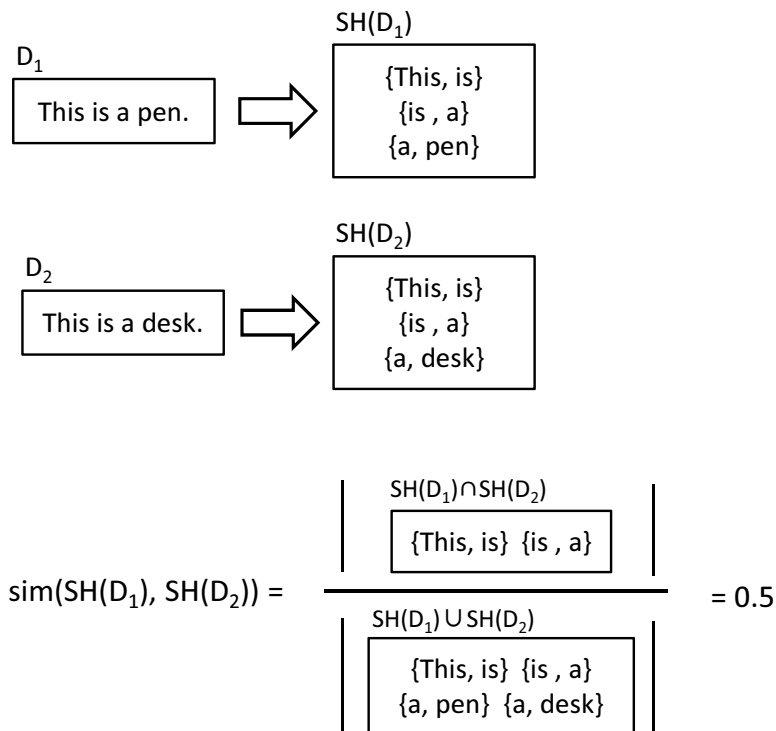 SH(D₁)
D₁
This is a pen.
{This, is}
{is , a}
{a, pen}
SH(D₂)
D₂
This is a desk.
{This, is}
{is , a}
{a, desk}
SH(D₁)∩SH(D₂)
{This, is} {is , a}
sim(SH(D₁), SH(D₂)) =
= 0.5
SH(D₁)∪SH(D₂)
{This, is} {is , a}
{a, pen} {a, desk}